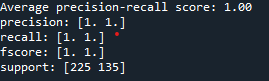 Average precision-recall score: 1.00
precision: [1. 1.]
recall: [1. 1.]
fscore: [1. 1.]
support: [225 135]